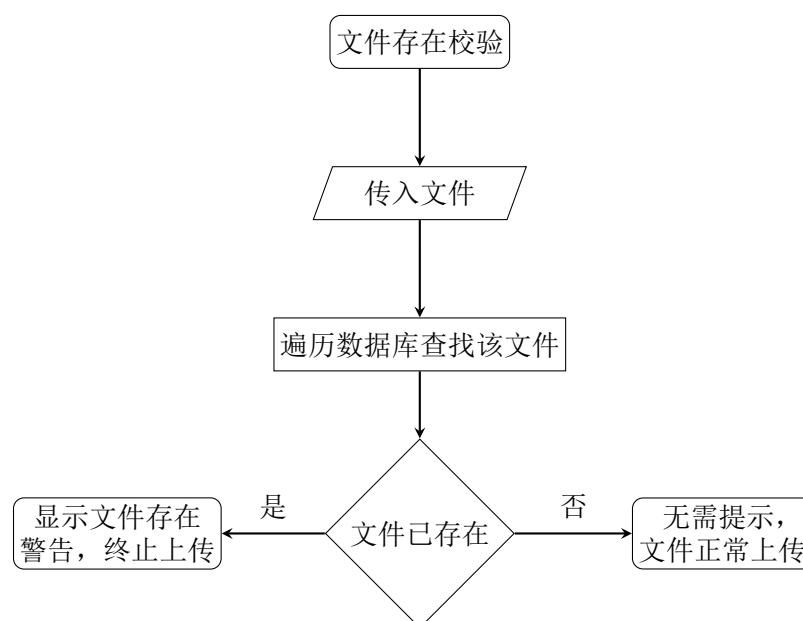 文件存在校验
传入文件
遍历数据库查找该文件
是
否
显示文件存在
警告，终止上传
文件已存在
无需提示，
文件正常上传